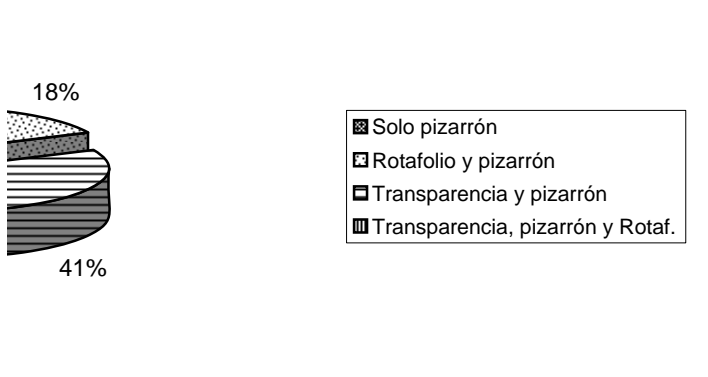 18%
Solo pizarrón
Rotafolio y pizarrón
Transparencia y pizarrón
Transparencia, pizarrón y Rotaf.
41%